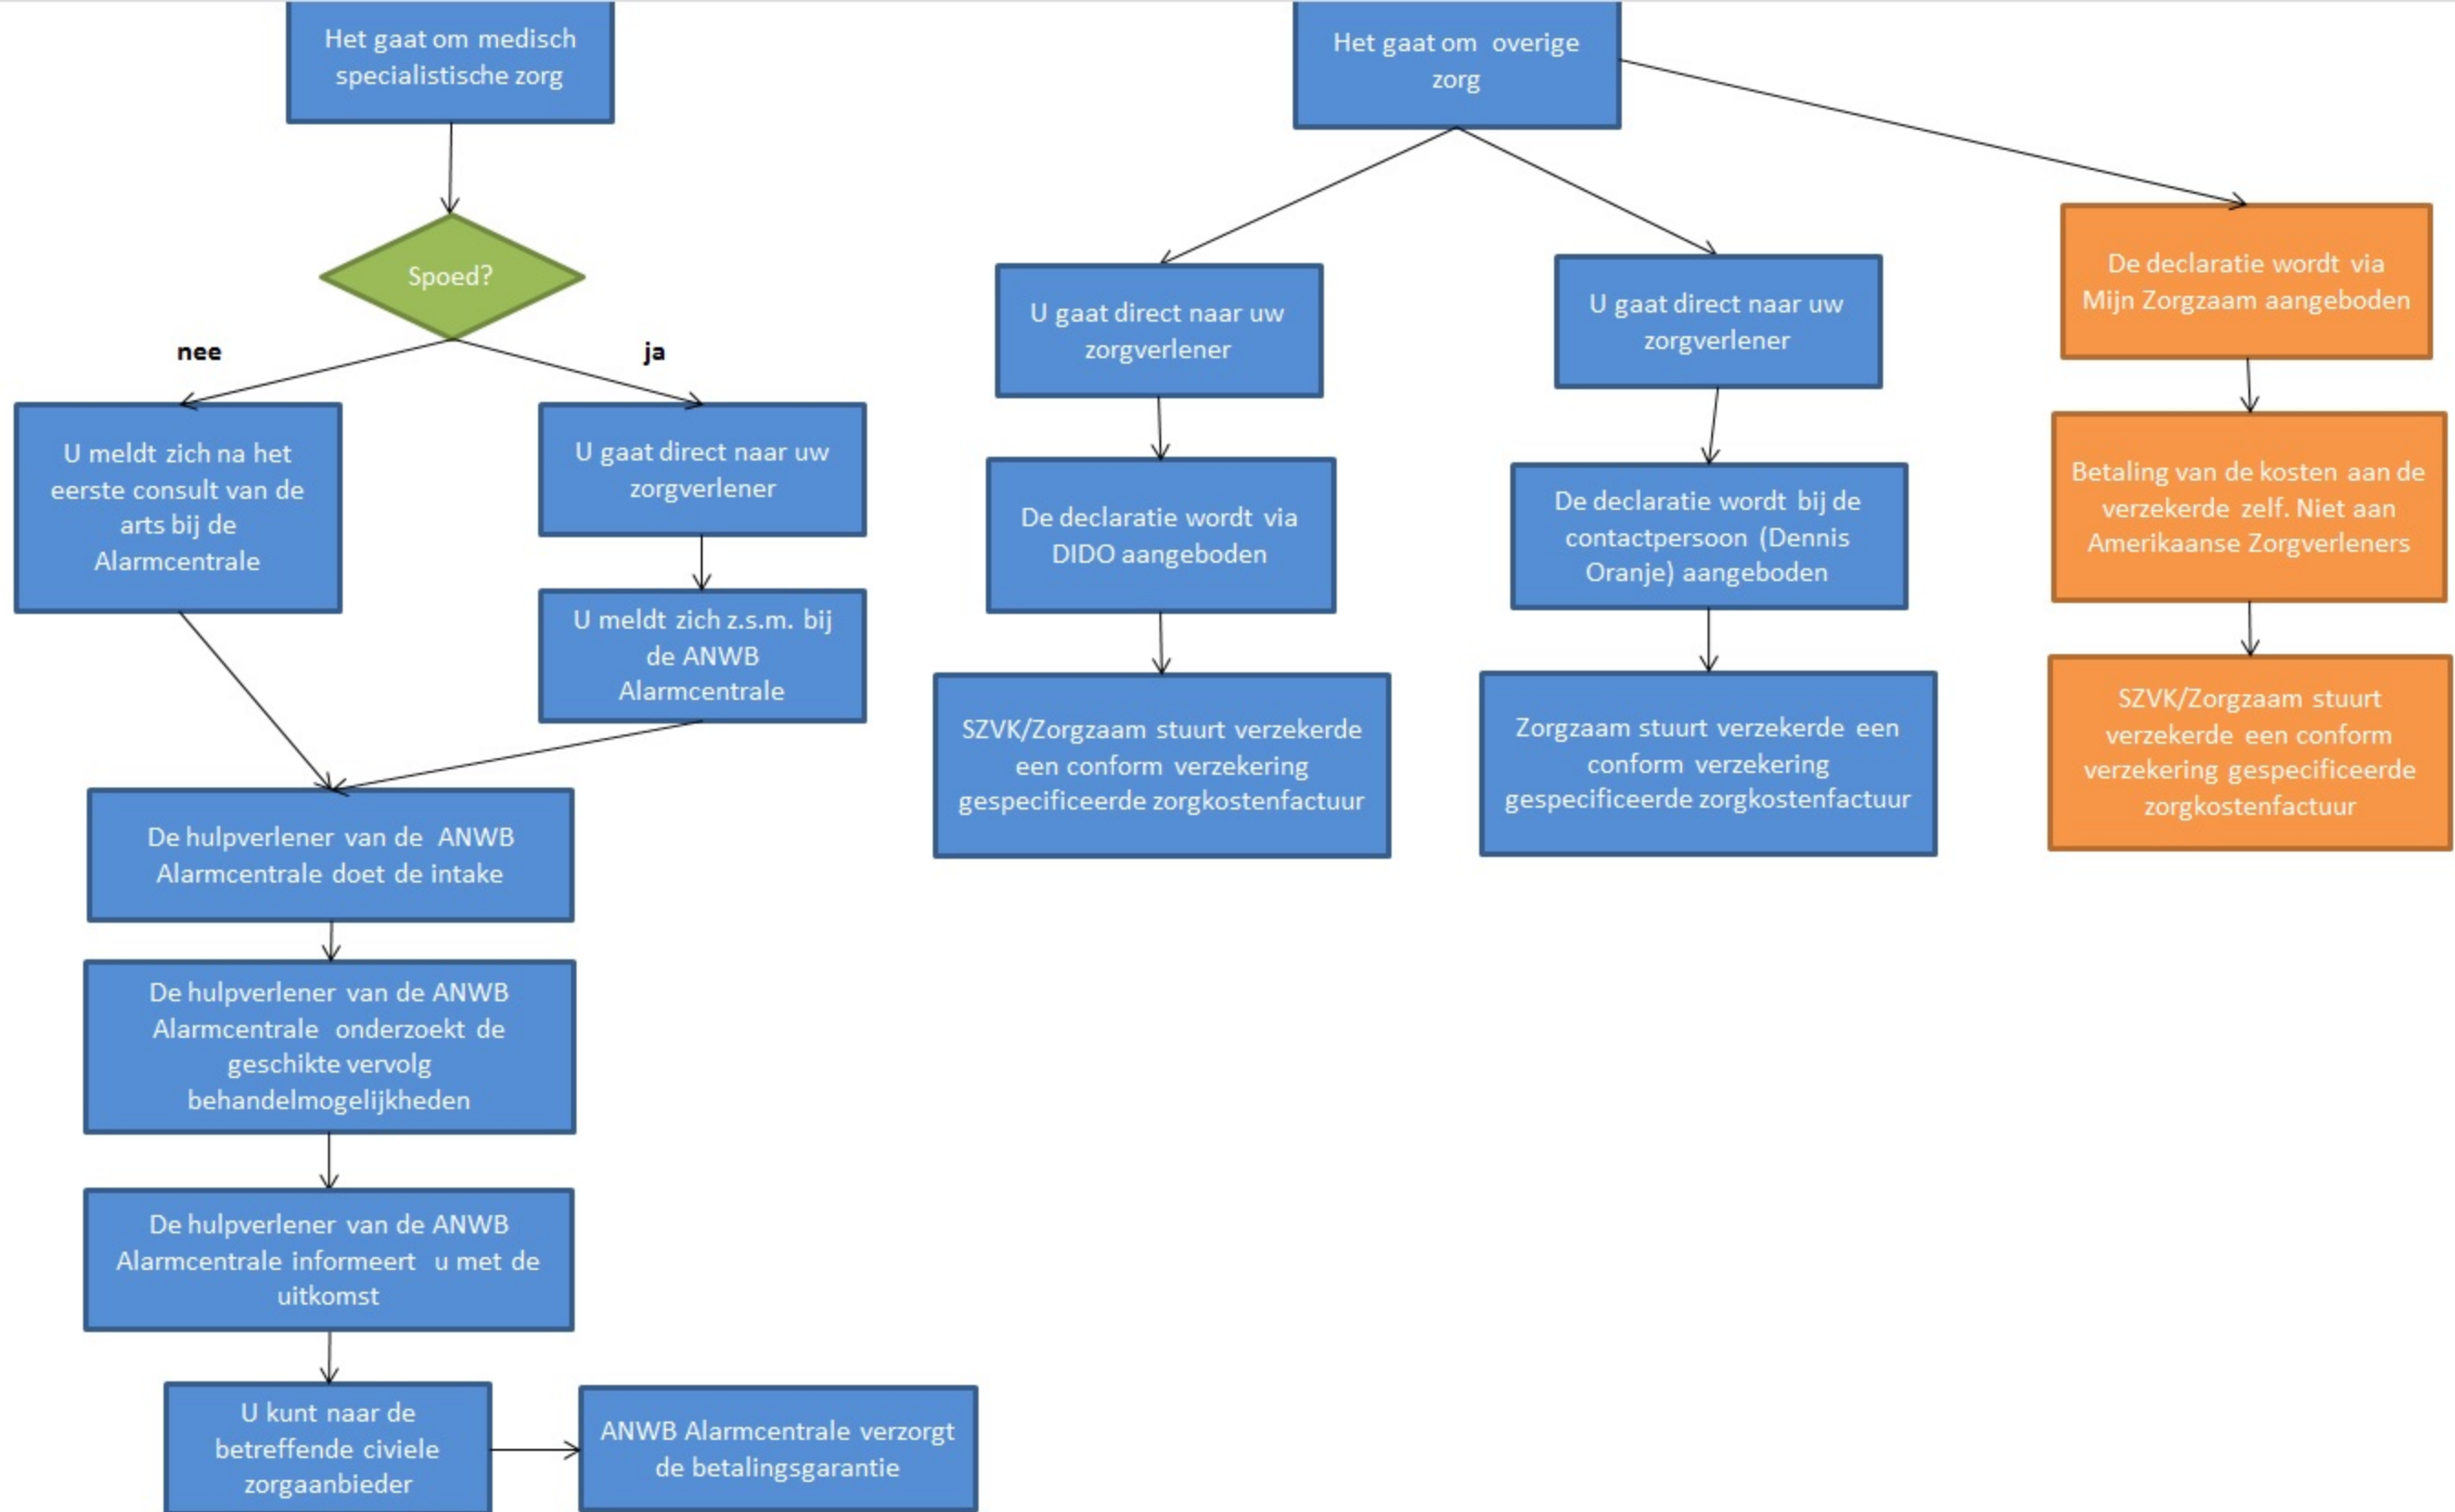 Het gaat om medisch
specialistische zorg
Spoed?
nee
ja
U meldt zich na het
eerste consult van de
arts bij de
Alarmcentrale
U gaat direct naar uw
zorgverlener
U meldt zich z.s.m. bij
de ANWB
Alarmcentrale
De hulpverlener van de ANWB
Alarmcentrale doet de intake
De hulpverlener van de ANWB
Alarmcentrale onderzoekt de
geschikte vervolg
behandelmogelijkheden
De hulpverlener van de ANWB
Alarmcentrale informeert u met de
uitkomst
U kunt naar de
betreffende civiele
zorgaanbieder
ANWB Alarmcentrale verzorgt
de betalingsgarantie
Het gaat om overige
zorg
U gaat direct naar uw
zorgverlener
De declaratie wordt via
DIDO aangeboden
SZVK/Zorgzaam stuurt verzekerde
een conform verzekering
gespecificeerde zorgkostenfactuur
U gaat direct naar uw
zorgverlener
De declaratie wordt bij de
contactpersoon (Dennis
Oranje) aangeboden
Zorgzaam stuurt verzekerde een
conform verzekering
gespecificeerde zorgkostenfactuur
De declaratie wordt via
Mijn Zorgzaam aangeboden
Betaling van de kosten aan de
verzekerde zelf. Niet aan
Amerikaanse Zorgverleners
SZVK/Zorgzaam stuurt
verzekerde een conform
verzekering gespecificeerde
zorgkostenfactuur